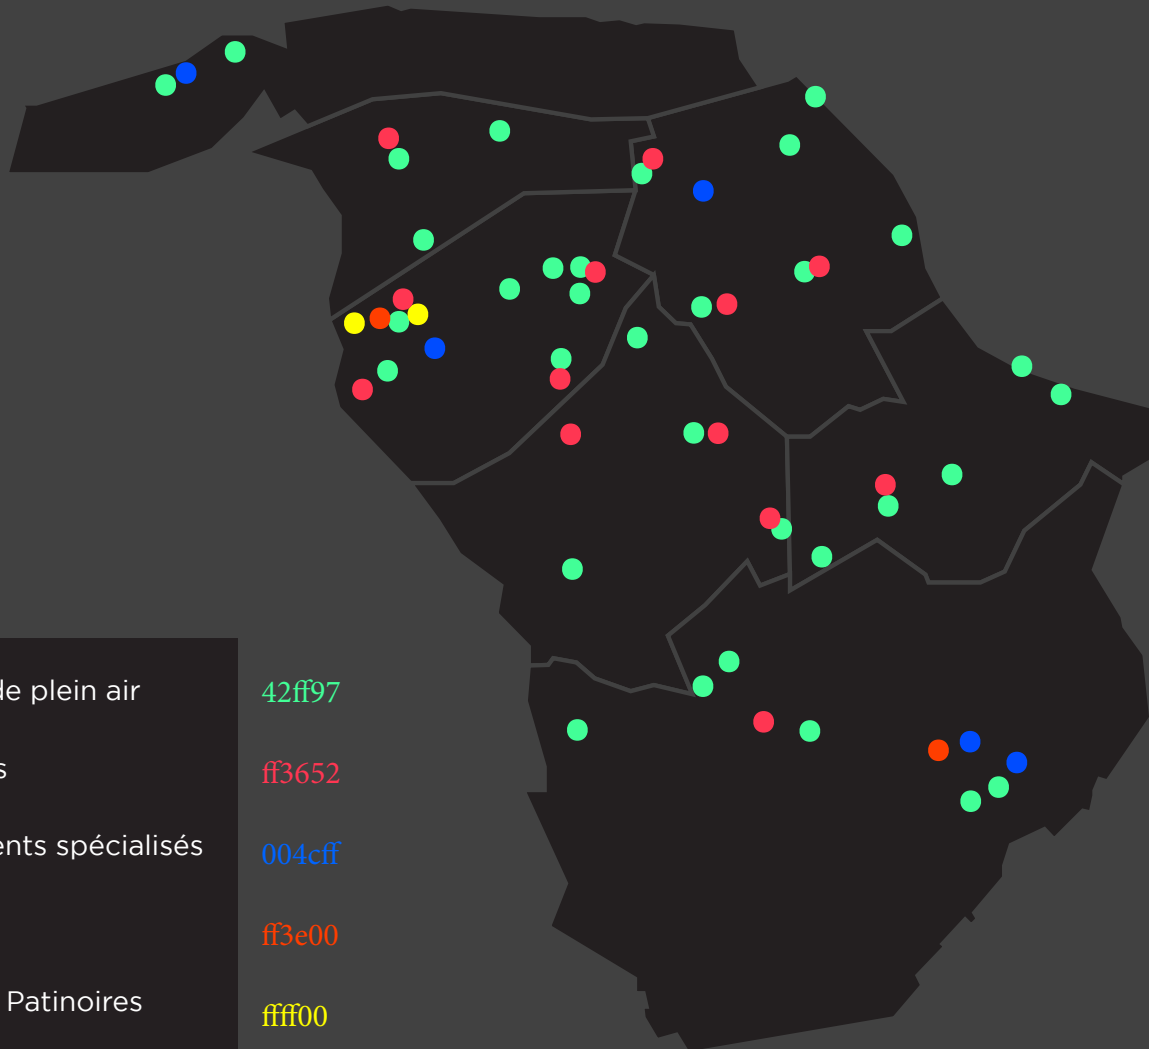 de plein air
42ff97
s
ff3652
ents spécialisés
004cff
ff3e00
Patinoires
ffff00